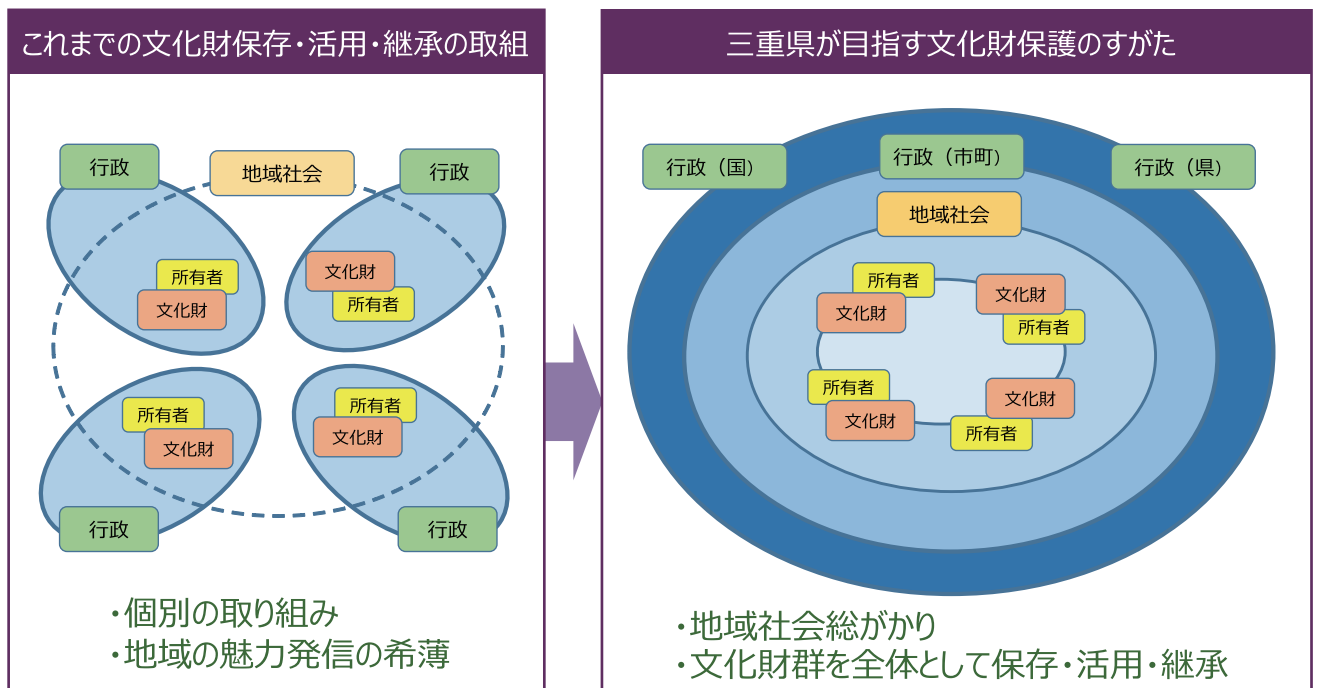 これまでの文化財保存・活用・継承の取組
行政
地域社会
行政
所有者
文化財
文化財
所有者
所有者
文化財
所有者
文化財
行政
行政
・個別の取り組み
・地域の魅力発信の希薄
三重県が目指す文化財保護のすがた
行政（国）
行政（市町）
行政（県）
地域社会
所有者
文化財
文化財
所有者
所有者
文化財
文化財
所有者
・地域社会総がかり
・文化財群を全体として保存・活用・継承